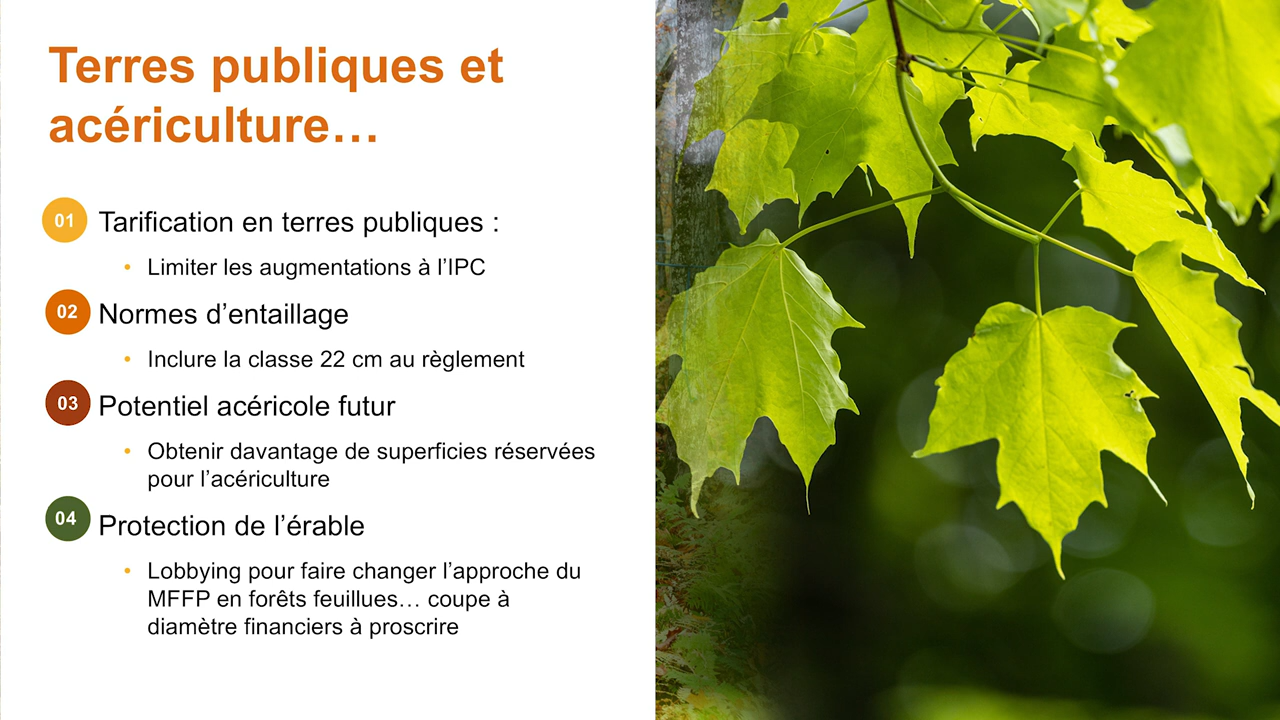 Terres publiques et
acériculture…
01 Tarification en terres publiques :
• Limiter les augmentations à l’IPC
02 Normes d’entaillage
• Inclure la classe 22 cm au règlement
03 Potentiel acéricole futur
• Obtenir davantage de superficies réservées
pour l’acériculture
04 Protection de l’érable
• Lobbying pour faire changer l’approche du
MFFP en forêts feuillues… coupe à
diamètre financiers à proscrire